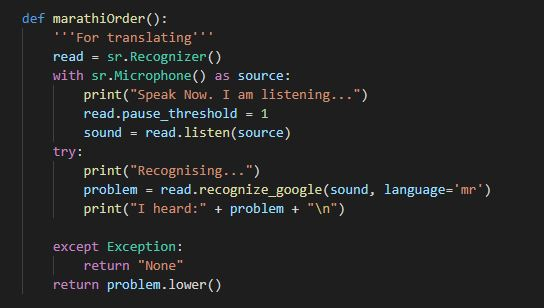 def marathiOrder():
    '''For translating'''
    read = sr.Recognizer()
    with sr.Microphone() as source:
        print("Speak Now. I am listening...")
        read.pause_threshold = 1
        sound = read.listen(source)
    try:
        print("Recognising...")
        problem = read.recognize_google(sound, language='mr')
        print("I heard:" + problem + "\n")

    except Exception:
        return "None"
    return problem.lower()